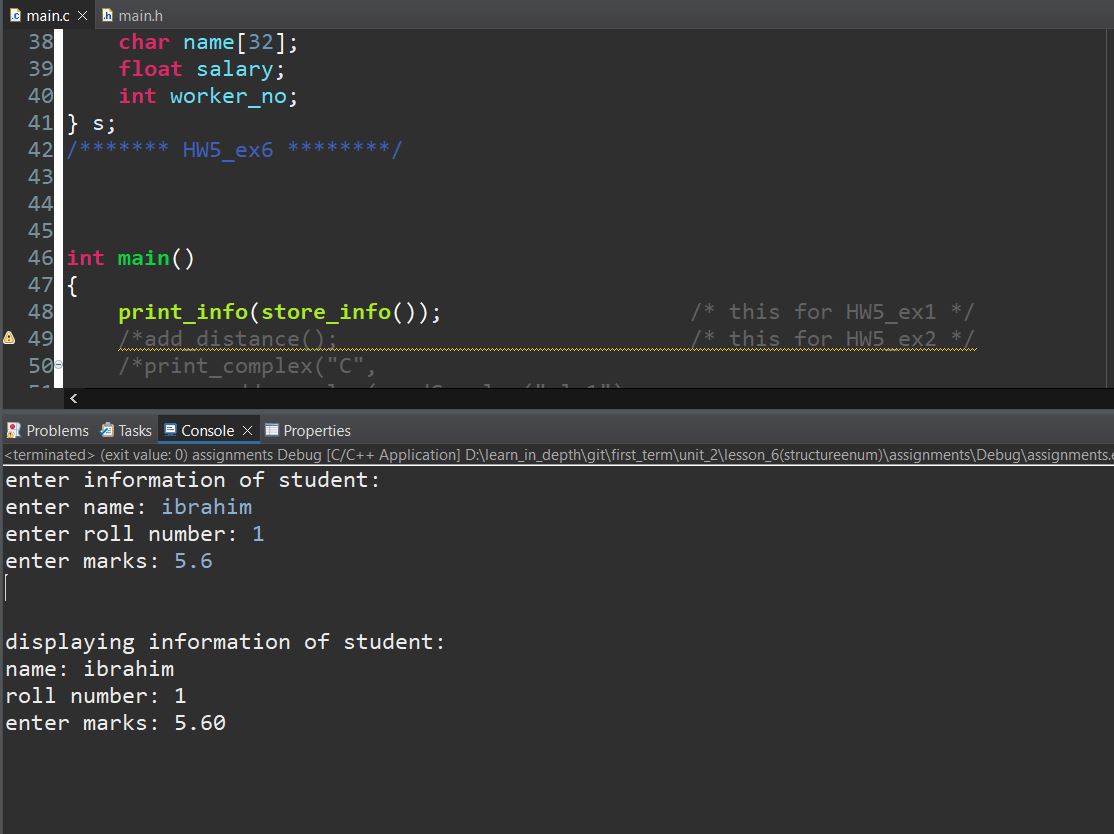 main.c main.h
38 char name[32];
39 float salary;
40 int worker_no;
41 } s;
42 /******* HW5_ex6 ********/
43
44
45
46 int main()
47 {
48 print_info(store_info()); /* this for HW5_ex1 */
49 /*add_distance(); /* this for HW5_ex2 */
50 /*print_complex("C",
Problems Tasks Console Properties
<terminated> (exit value: 0) assignments Debug [C/C++ Application] D:\learn_in_depth\git\first_term\unit_2\lesson_6(structureenum)\assignments\Debug\assignments.e
enter information of student:
enter name: ibrahim
enter roll number: 1
enter marks: 5.6
displaying information of student:
name: ibrahim
roll number: 1
enter marks: 5.60